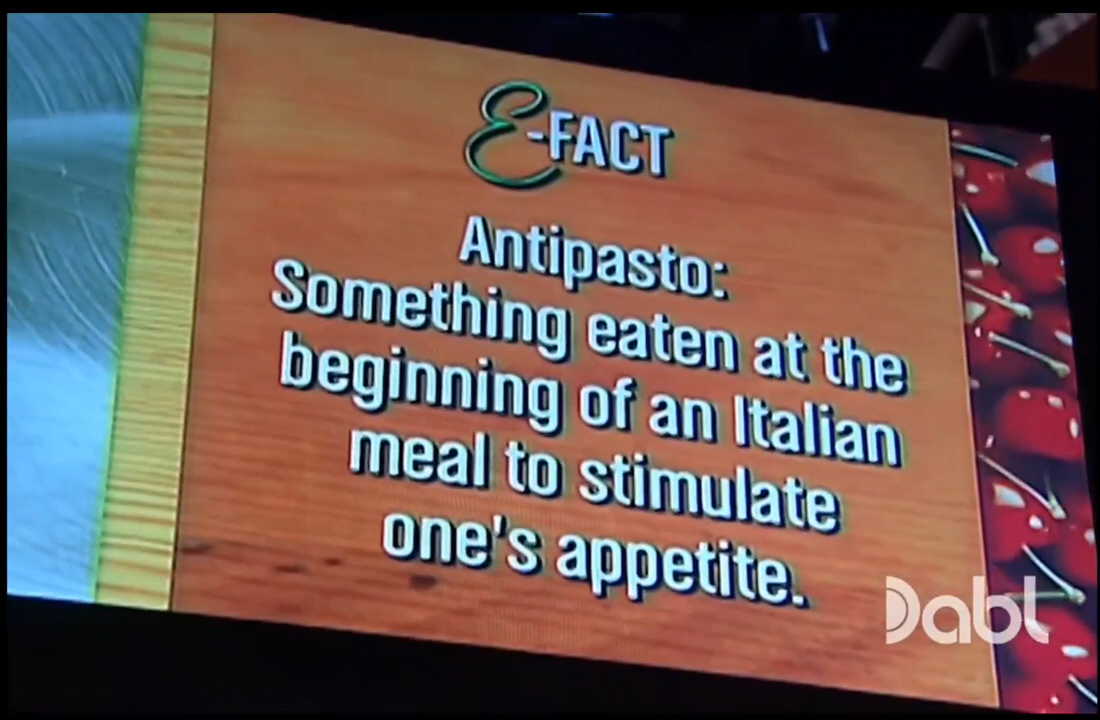 E-FACT
Antipasto:
Something eaten at the
beginning of an Italian
meal to stimulate
one's appetite.
Dabl